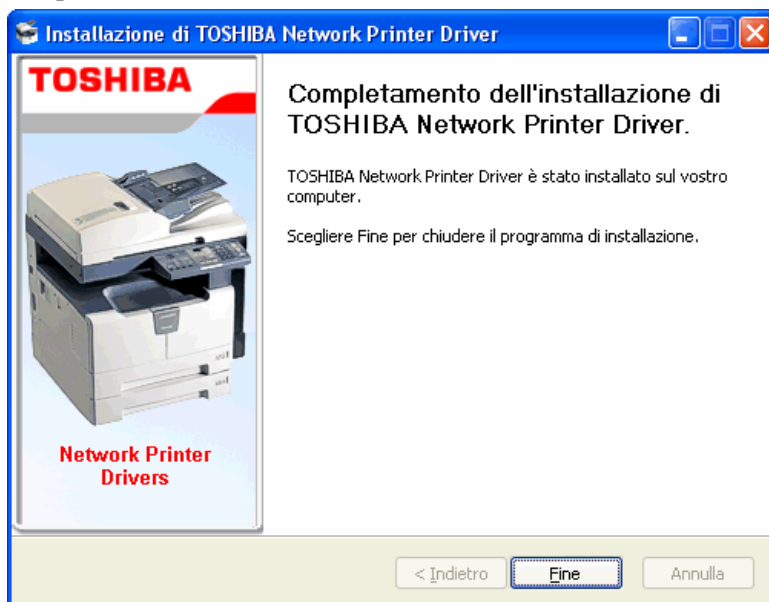 Installazione di TOSHIBA Network Printer Driver
TOSHIBA
Completamento dell'installazione di
TOSHIBA Network Printer Driver.
TOSHIBA Network Printer Driver è stato installato sul vostro
computer.
Scegliere Fine per chiudere il programma di installazione.
Network Printer
Drivers
< Indietro
Fine
Annulla